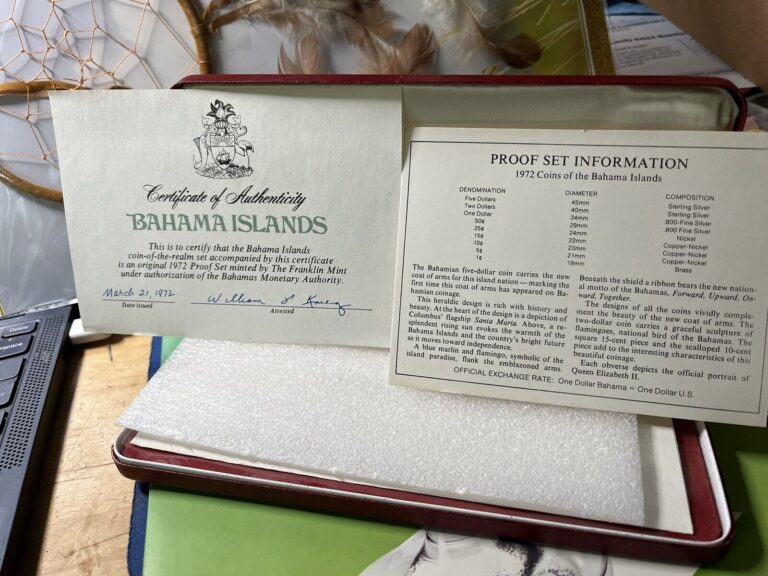 Certificate of Authenticity
BAHAMA ISLANDS
This is to certify that the Bahama Islands
coin-of-the-realm set accompanied by this certificate
is an original 1972 Proof Set minted by The Franklin Mint
under authorization of the Bahamas Monetary Authority.
March 21, 1972
Date issued
Attested
PROOF SET INFORMATION
1972 Coins of the Bahama Islands
DENOMINATION DIAMETER COMPOSITION
Five Dollars 45mm Sterling Silver
Two Dollars 40mm Sterling Silver
One Dollar 34mm .800-Fine Silver
50¢ 29mm .800 Fine Silver
25¢ 24mm Nickel
15¢ 22mm Copper-Nickel
10¢ 23mm Copper-Nickel
5¢ 21mm Copper-Nickel
1¢ 19mm Brass
The Bahamian five-dollar coin carries the new
coat of arms for this island nation — marking the
first time this coat of arms has appeared on Ba-
hamian coinage.
This heraldic design is rich with history and
beauty. At the heart of the design is a depiction of
Columbus' flagship Santa Maria. Above, a re-
splendent rising sun evokes the warmth of the
Bahama Islands and the country's bright future
as it moves toward independence.
A blue marlin and flamingo, symbolic of the
island paradise, flank the emblazoned arms.
Beneath the shield a ribbon bears the new nation-
al motto of the Bahamas, Forward, Upward, On-
ward, Together.
The designs of all the coins vividly comple-
ment the beauty of the new coat of arms. The
two-dollar coin carries a graceful sculpture of
flamingoes, national bird of the Bahamas. The
square 15-cent piece and the scalloped 10-cent
piece add to the interesting characteristics of this
beautiful coinage.
Each obverse depicts the official portrait of
Queen Elizabeth II.
OFFICIAL EXCHANGE RATE: One Dollar Bahama = One Dollar U.S.